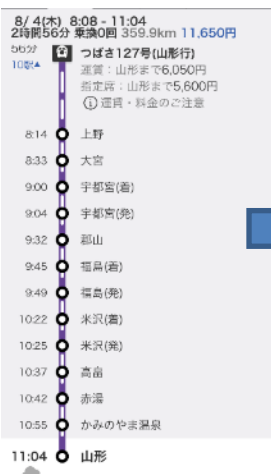 8/ 4(木) 8:08 - 11:04
2時間56分 乗換0回 359.9km 11,650円
56分 つばさ127号(山形行)
10駅▲ 運賃：山形まで6,050円
指定席：山形まで5,600円
ⓘ運賃・料金のご注意
8:14 上野
8:33 大宮
9:00 宇都宮(着)
9:04 宇都宮(発)
9:32 郡山
9:45 福島(着)
9:49 福島(発)
10:22 米沢(着)
10:25 米沢(発)
10:37 高畠
10:42 赤湯
10:55 かみのやま温泉
11:04 山形